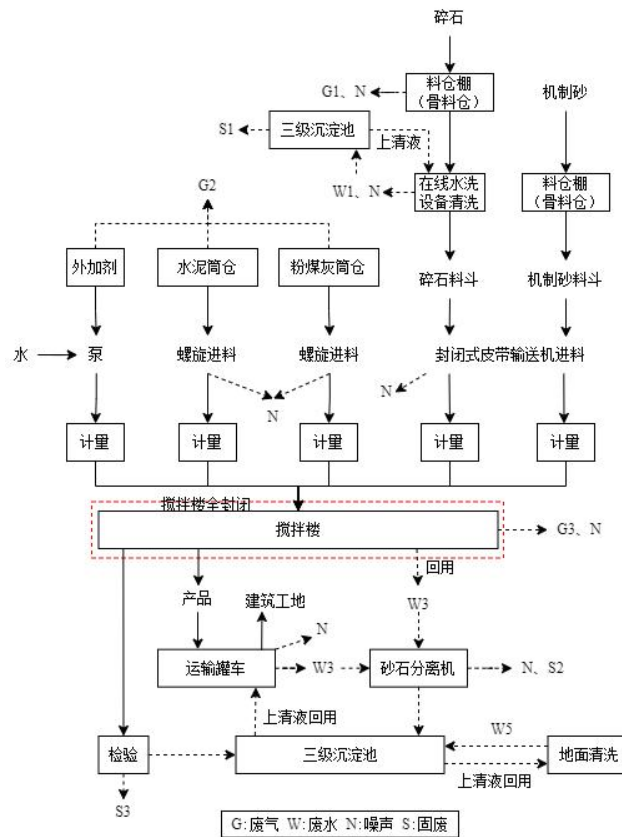 碎石
G1、N
料仓棚
（骨料仓）
机制砂
S1
三级沉淀池
上清液
G2
W1、N
在线水洗
设备清洗
料仓棚
（骨料仓）
外加剂
水泥筒仓
粉煤灰筒仓
碎石料斗
机制砂料斗
水
泵
螺旋进料
螺旋进料
封闭式皮带输送机进料
N
N
计量
计量
计量
计量
计量
搅拌楼全封闭
搅拌楼
G3、N
回用
产品
建筑工地
W3
N
运输罐车
W3
砂石分离机
N、S2
上清液回用
W5
检验
三级沉淀池
地面清洗
上清液回用
S3
G:废气 W:废水 N:噪声 S:固废